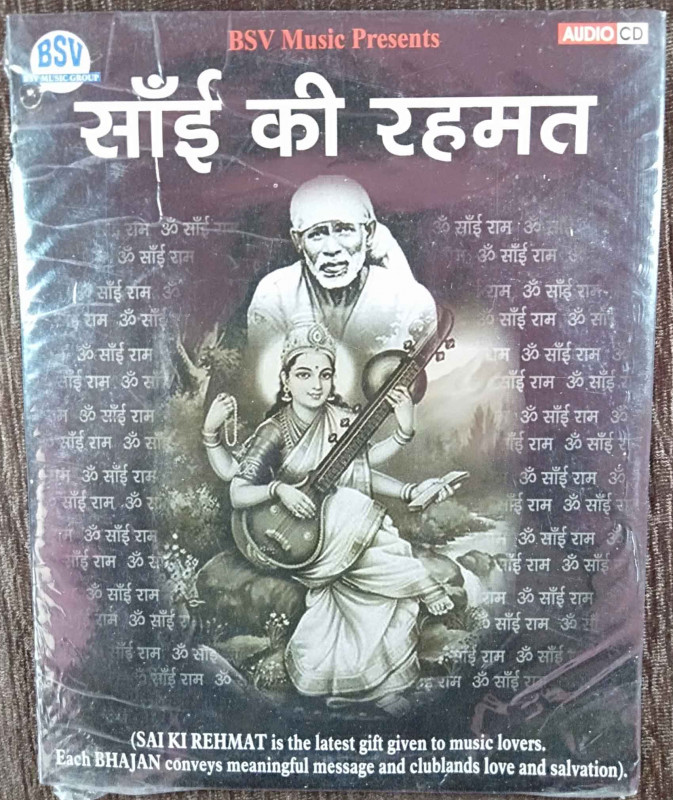 BSV Music Presents
AUDIO CD
BSV
BSV MUSIC GROUP
साँई की रहमत
राम ॐ साँई राम
ॐ साँई राम ॐ
ॐ साँई राम
ॐ साँई राम
साँई राम ॐ
राम ॐ
राम ॐ साँई
ॐ साँई राम ॐ साँई
ॐ साँई राम
राम ॐ साँई राम ॐ
साँई राम ॐ साँई
साँई राम ॐ साँई
ॐ साँई राम
ॐ साँई राम ॐ
साँई राम ॐ
साँई राम ॐ साँई
ॐ साँई राम
ॐ साँई राम ॐ
साँई राम ॐ
साँई राम ॐ साँई
ॐ साँई राम
ॐ साँई राम
साँई राम ॐ
साँई राम ॐ साँई
ॐ साँई राम
राम ॐ साँई राम
राम ॐ साँई
ॐ साँई राम ॐ
साँई राम ॐ साँई
साँई राम ॐ साँई
ॐ साँई राम ॐ
राम ॐ साँई राम
(SAI KI REHMAT is the latest gift given to music lovers.
Each BHAJAN conveys meaningful message and clublands love and salvation).